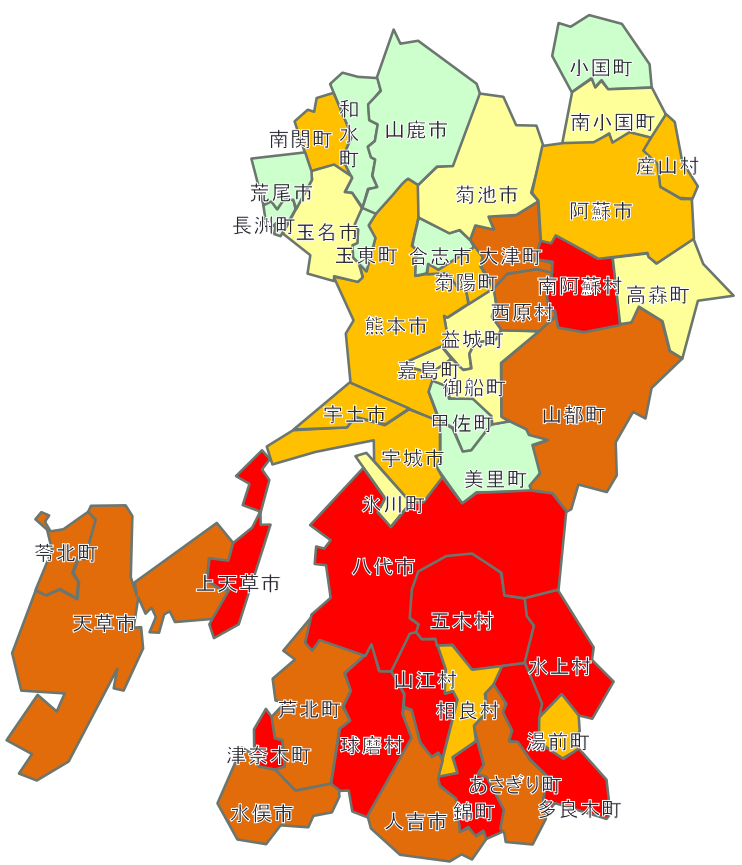 小国町
和水町
山鹿市
南関町
南小国町
産山村
菊池市
荒尾市
阿蘇市
長洲町
玉名市
玉東町
合志市
大津町
菊陽町
南阿蘇村
高森町
西原村
熊本市
益城町
嘉島町
御船町
宇土市
甲佐町
山都町
宇城市
美里町
氷川町
苓北町
八代市
上天草市
天草市
五木村
水上村
山江村
芦北町
相良村
球磨村
湯前町
津奈木町
あさぎり町
水俣市
人吉市
錦町
多良木町